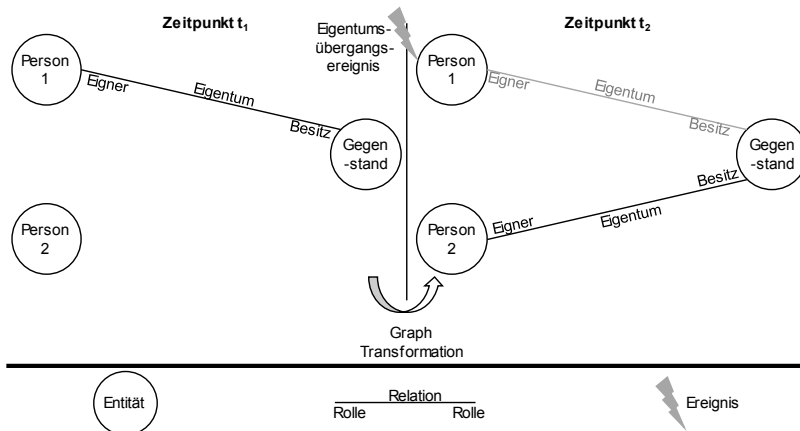 Zeitpunkt t1
Eigentums-
übergangs-
ereignis
Zeitpunkt t2
Person
1
Eigner
Eigentum
Besitz
Gegen
-stand
Person
2
Person
1
Eigner
Eigentum
Besitz
Gegen
-stand
Besitz
Eigentum
Eigner
Person
2
Graph
Transformation
Entität
Relation
Rolle Rolle
Ereignis